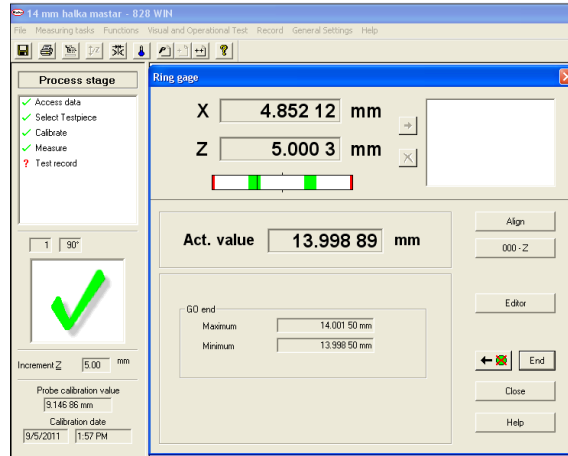 14 mm halka mastar - 828 WIN
File Measuring tasks Functions Visual and Operational Test Record General Settings Help
Process stage
Access data
Select Testpiece
Calibrate
Measure
? Test record
1 90°
Increment Z 5.00 mm
Probe calibration value
9.146 86 mm
Calibration date
9/5/2011 1:57 PM
Ring gage
X 4.852 12 mm
Z 5.000 3 mm
Act. value 13.998 89 mm
GO end
Maximum 14.001 50 mm
Minimum 13.998 50 mm
Align
000 - Z
Editor
End
Close
Help